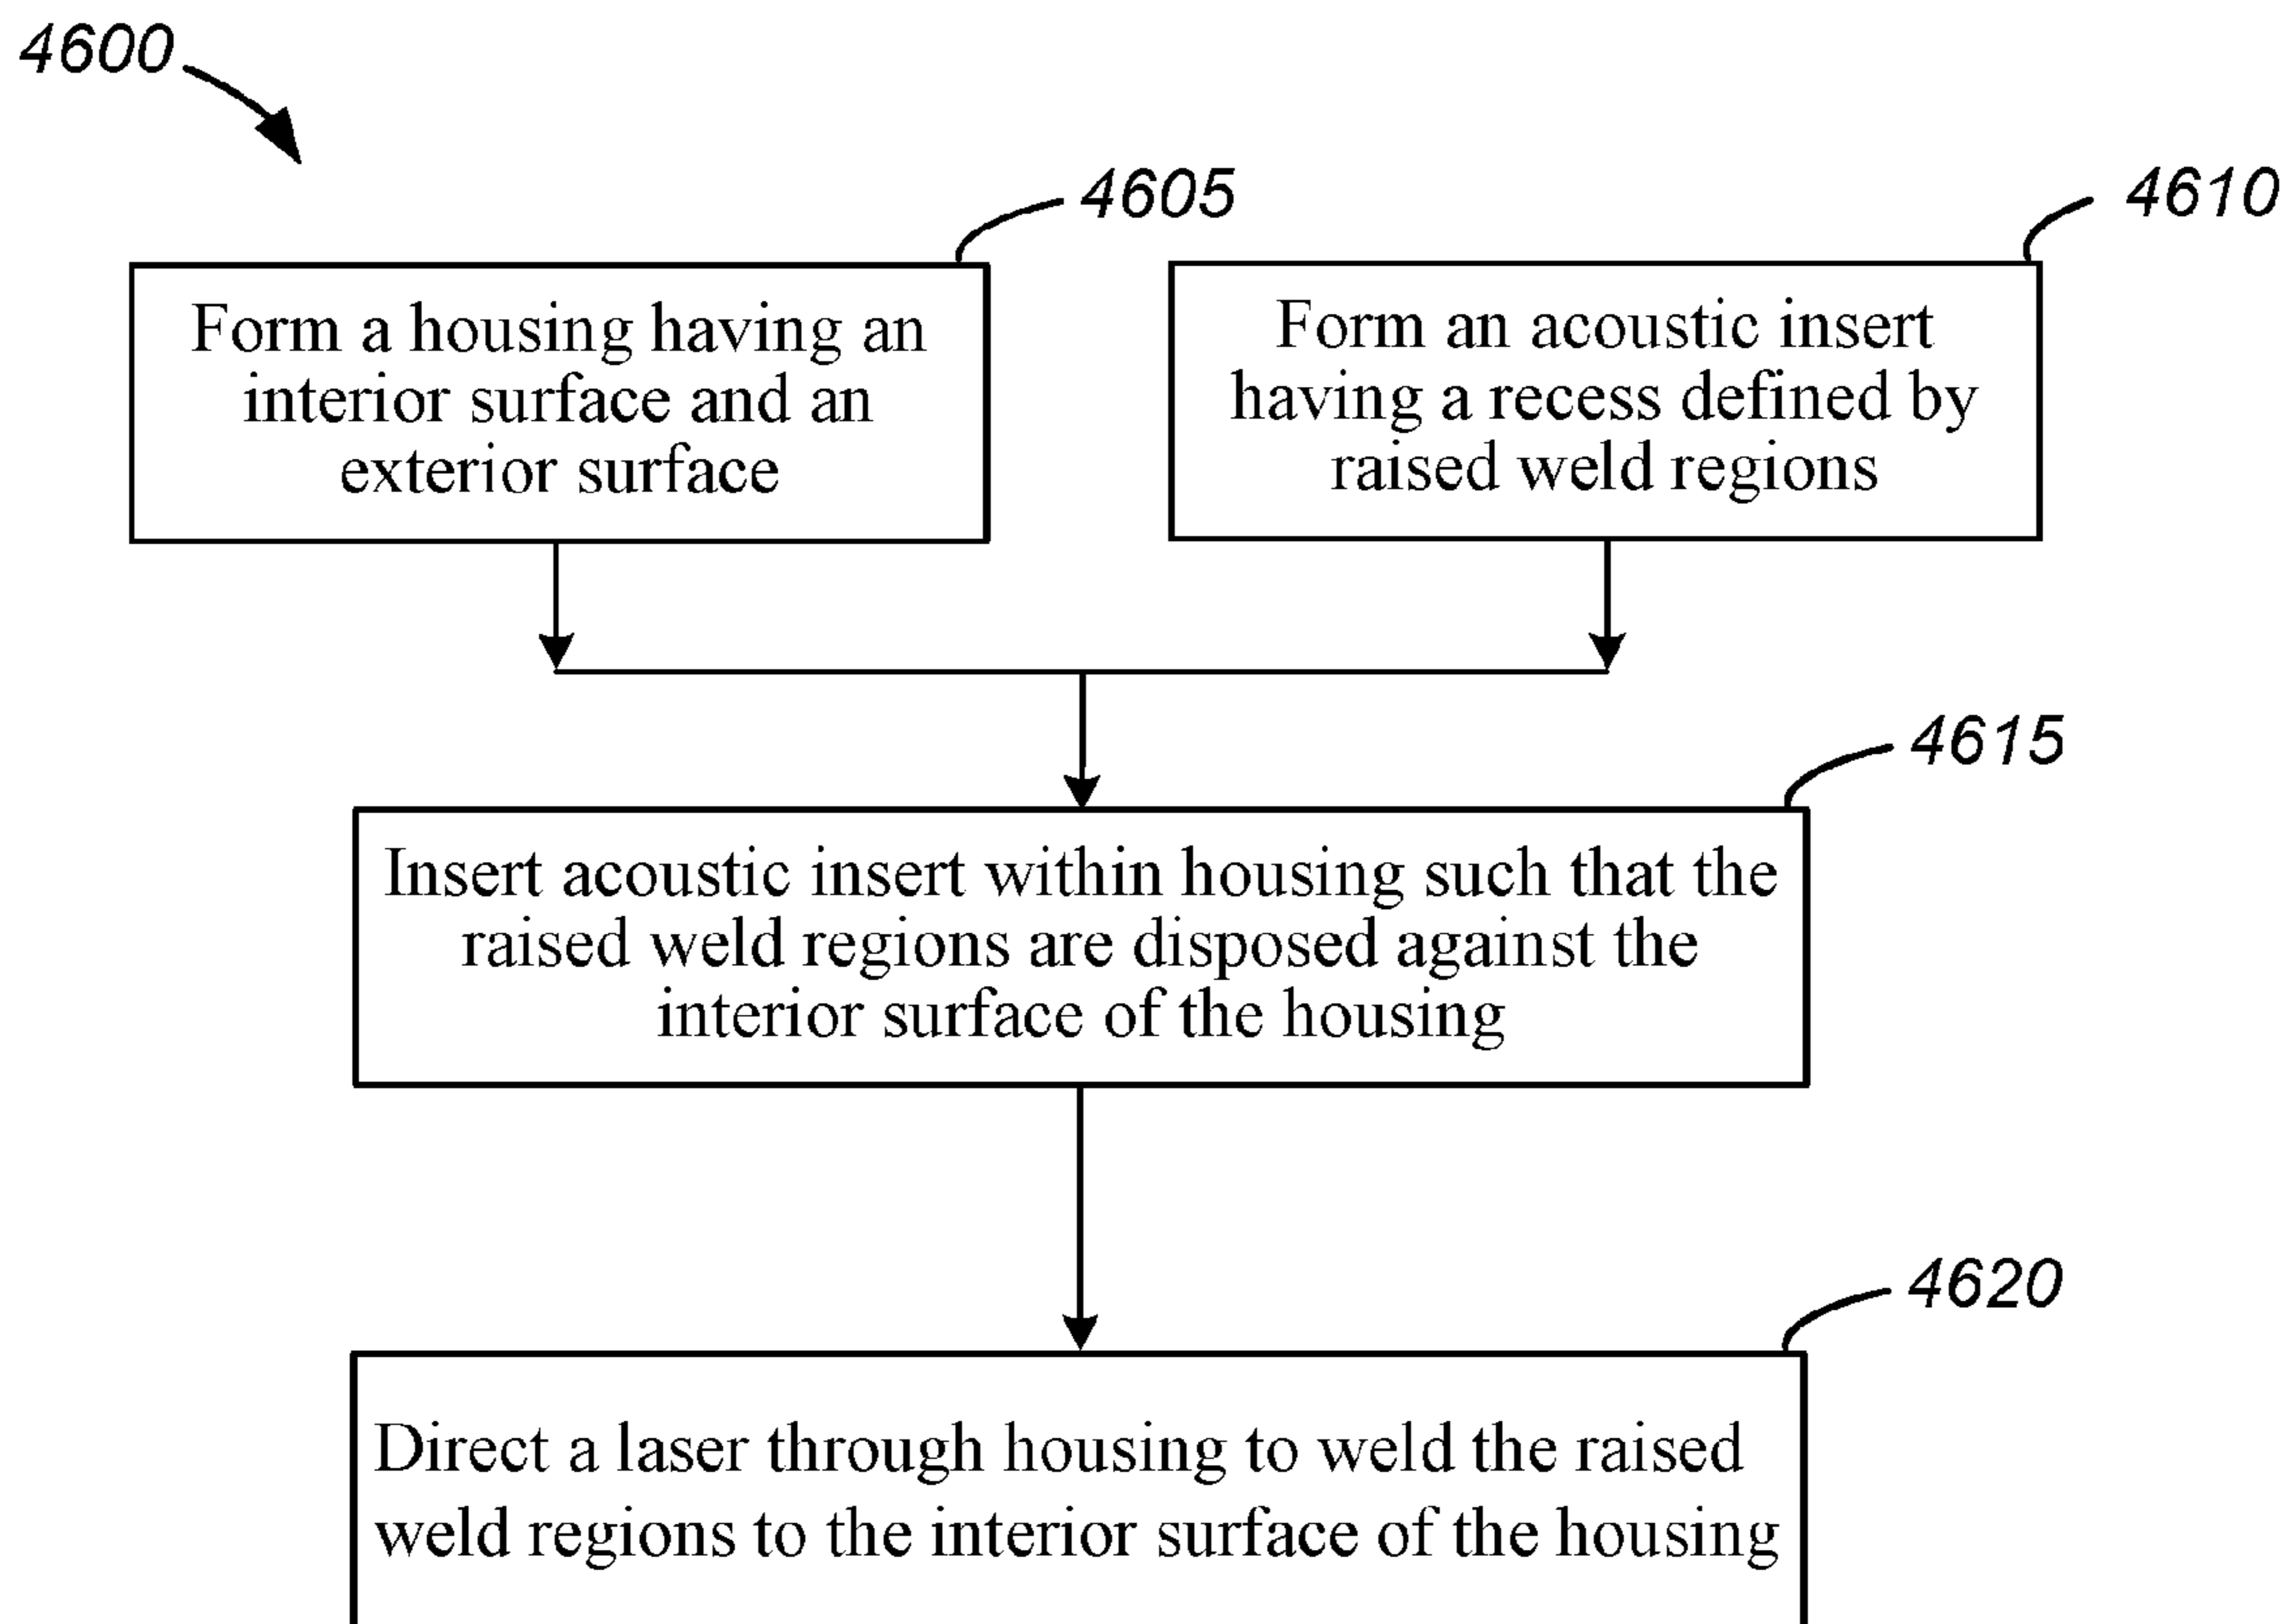 4600
4605
4610
Form a housing having an
interior surface and an
exterior surface
Form an acoustic insert
having a recess defined by
raised weld regions
4615
Insert acoustic insert within housing such that the
raised weld regions are disposed against the
interior surface of the housing
4620
Direct a laser through housing to weld the raised
weld regions to the interior surface of the housing